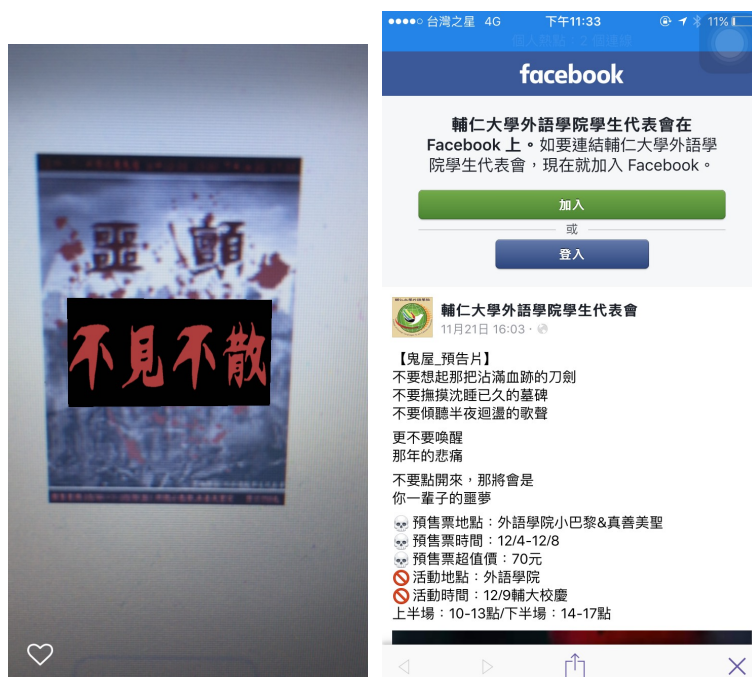 噩顛
不見不散
●●●●○ 台灣之星 4G 下午11:33 11%
facebook
輔仁大學外語學院學生代表會在
Facebook 上。如要連結輔仁大學外語學
院學生代表會，現在就加入 Facebook。
加入
或
登入
輔仁大學外語學院學生代表會
11月21日 16:03 ·
【鬼屋_預告片】
不要想起那把沾滿血跡的刀劍
不要撫摸沈睡已久的墓碑
不要傾聽半夜迴盪的歌聲
更不要喚醒
那年的悲痛
不要點開來，那將會是
你一輩子的噩夢
預售票地點：外語學院小巴黎&真善美聖
預售票時間：12/4-12/8
預售票超值價：70元
活動地點：外語學院
活動時間：12/9輔大校慶
上半場：10-13點/下半場：14-17點